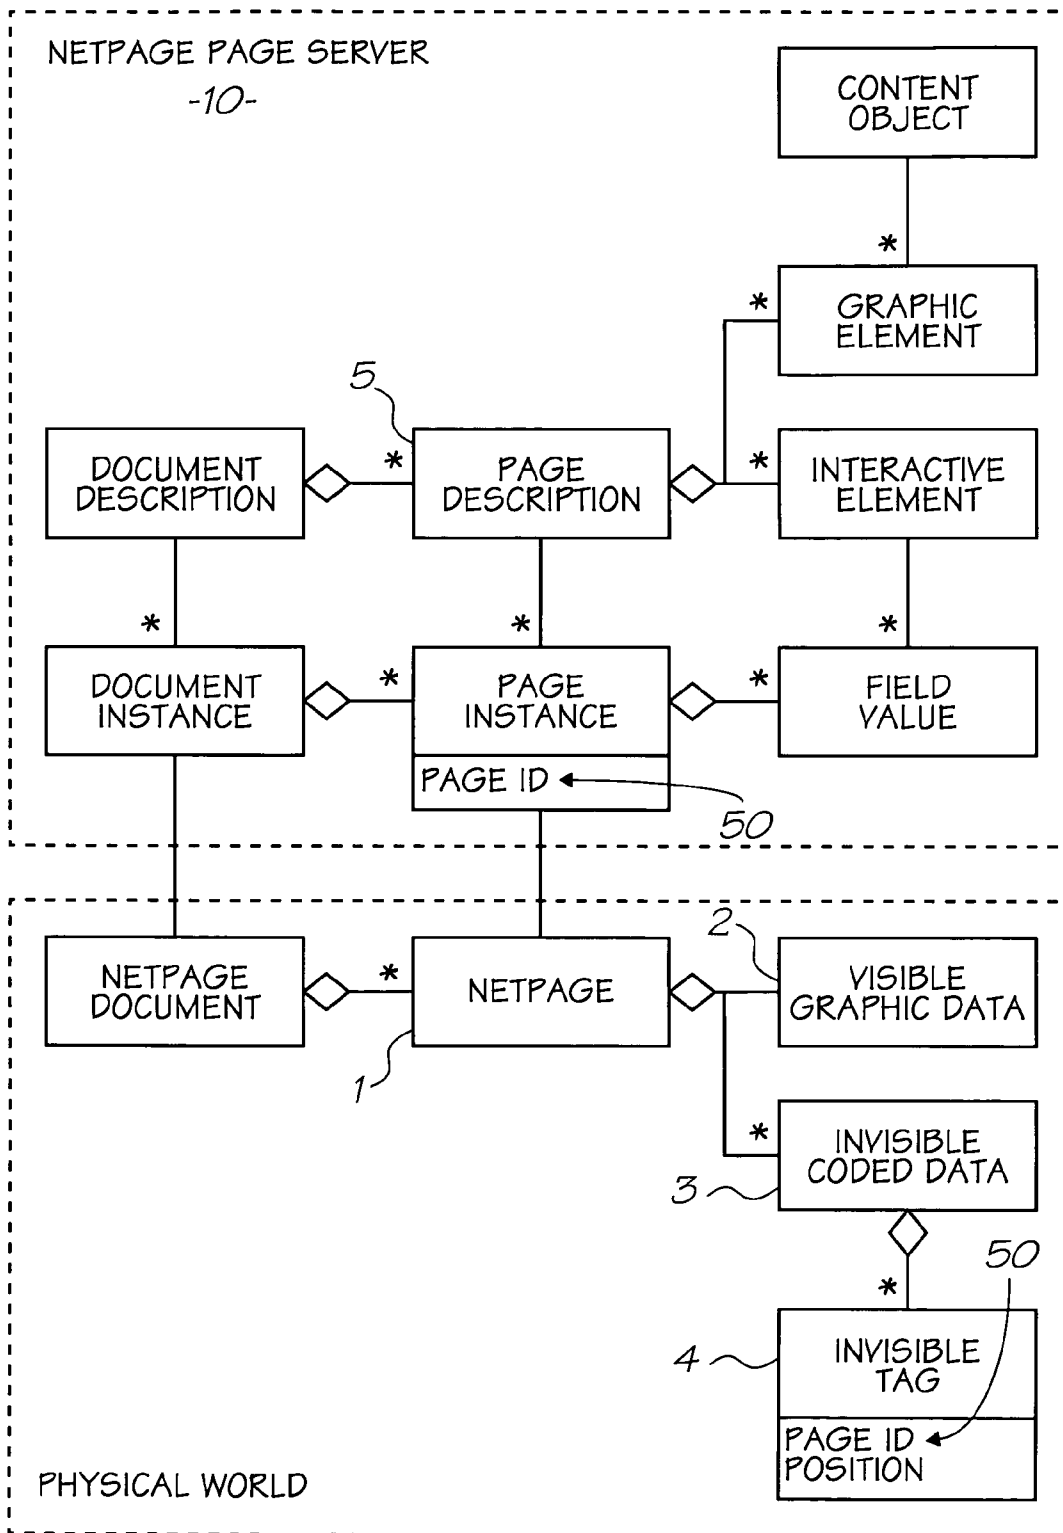 NETPAGE PAGE SERVER
-10-
CONTENT
OBJECT
*
*
GRAPHIC
ELEMENT
5
DOCUMENT
DESCRIPTION
*
PAGE
DESCRIPTION
*
INTERACTIVE
ELEMENT
*
*
*
DOCUMENT
INSTANCE
*
PAGE
INSTANCE
*
FIELD
VALUE
PAGE ID
50
2
NETPAGE
DOCUMENT
*
NETPAGE
VISIBLE
GRAPHIC DATA
1
*
INVISIBLE
CODED DATA
3
50
*
4
INVISIBLE
TAG
PAGE ID
POSITION
PHYSICAL WORLD